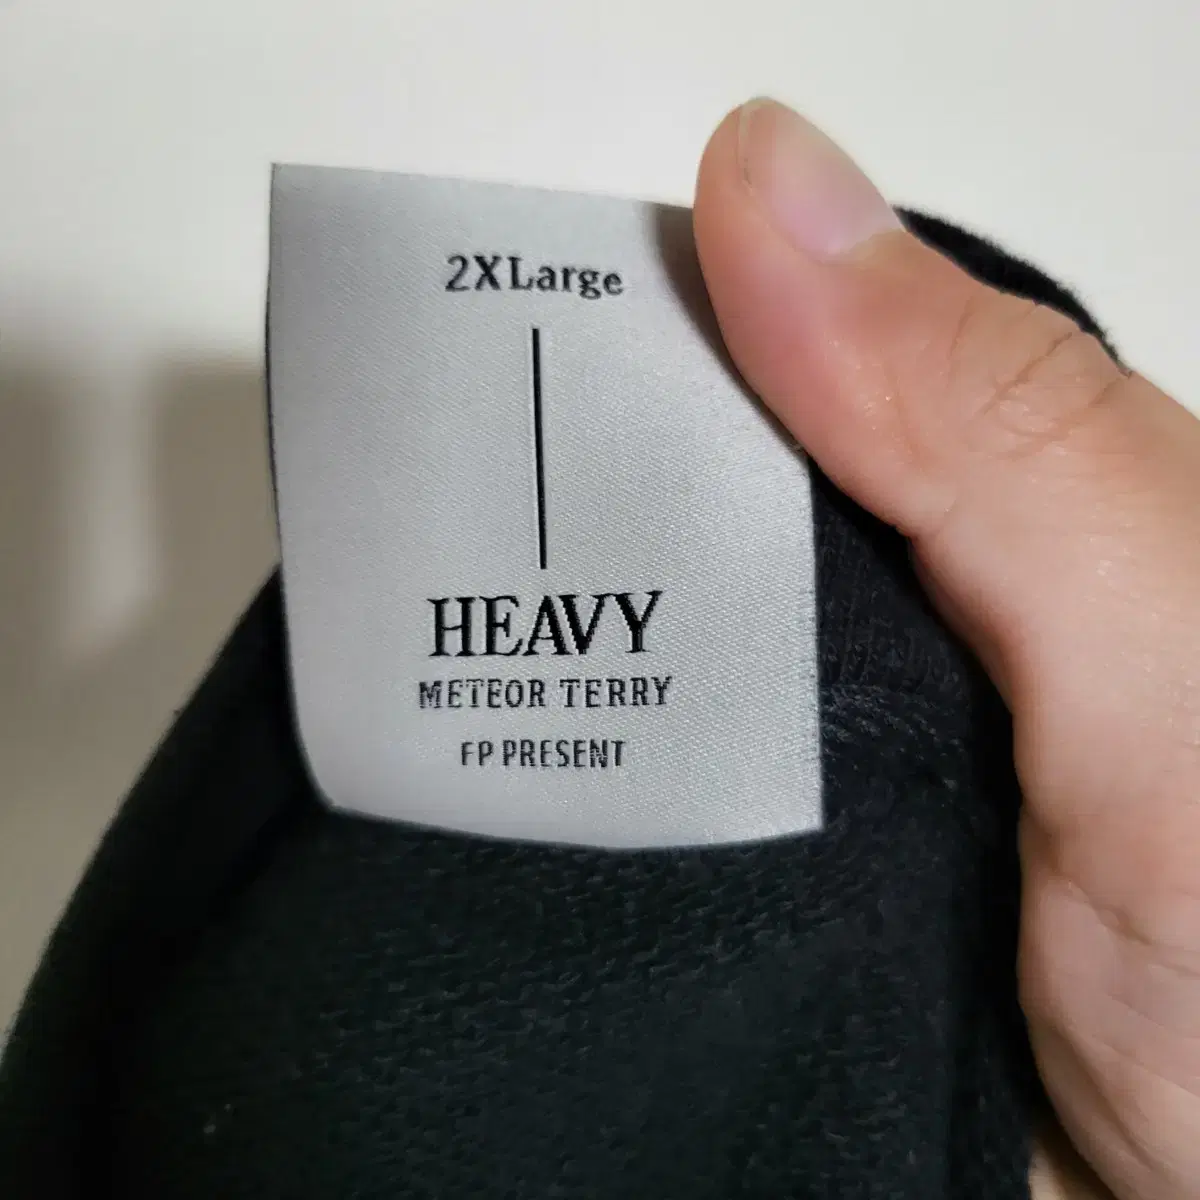 2XLarge
HEAVY
METEOR TERRY
FP PRESENT